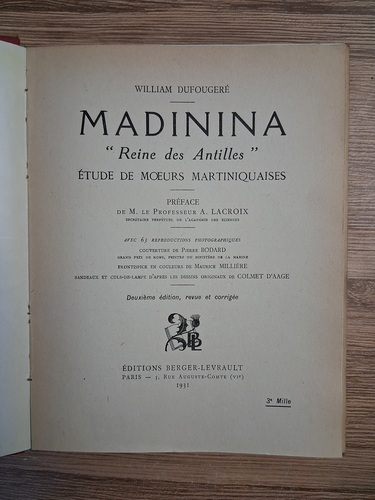 WILLIAM DUFOUGERÉ
MADININA
" Reine des Antilles "
ÉTUDE DE MŒURS MARTINIQUAISES
PRÉFACE
DE M. LE PROFESSEUR A. LACROIX
SECRÉTAIRE PERPÉTUEL DE L'ACADÉMIE DES SCIENCES
AVEC 63 REPRODUCTIONS PHOTOGRAPHIQUES
COUVERTURE DE PIERRE BODARD
GRAND PRIX DE ROME, PEINTRE DU MINISTÈRE DE LA MARINE
FRONTISPICE EN COULEURS DE MAURICE MILLIÈRE
BANDEAUX ET CULS-DE-LAMPE D'APRÈS LES DESSINS ORIGINAUX DE COLMET D'AAGE
Deuxième édition, revue et corrigée
BL
ÉDITIONS BERGER-LEVRAULT
PARIS — 5, RUE AUGUSTE-COMTE (VIe)
1931
3e Mille